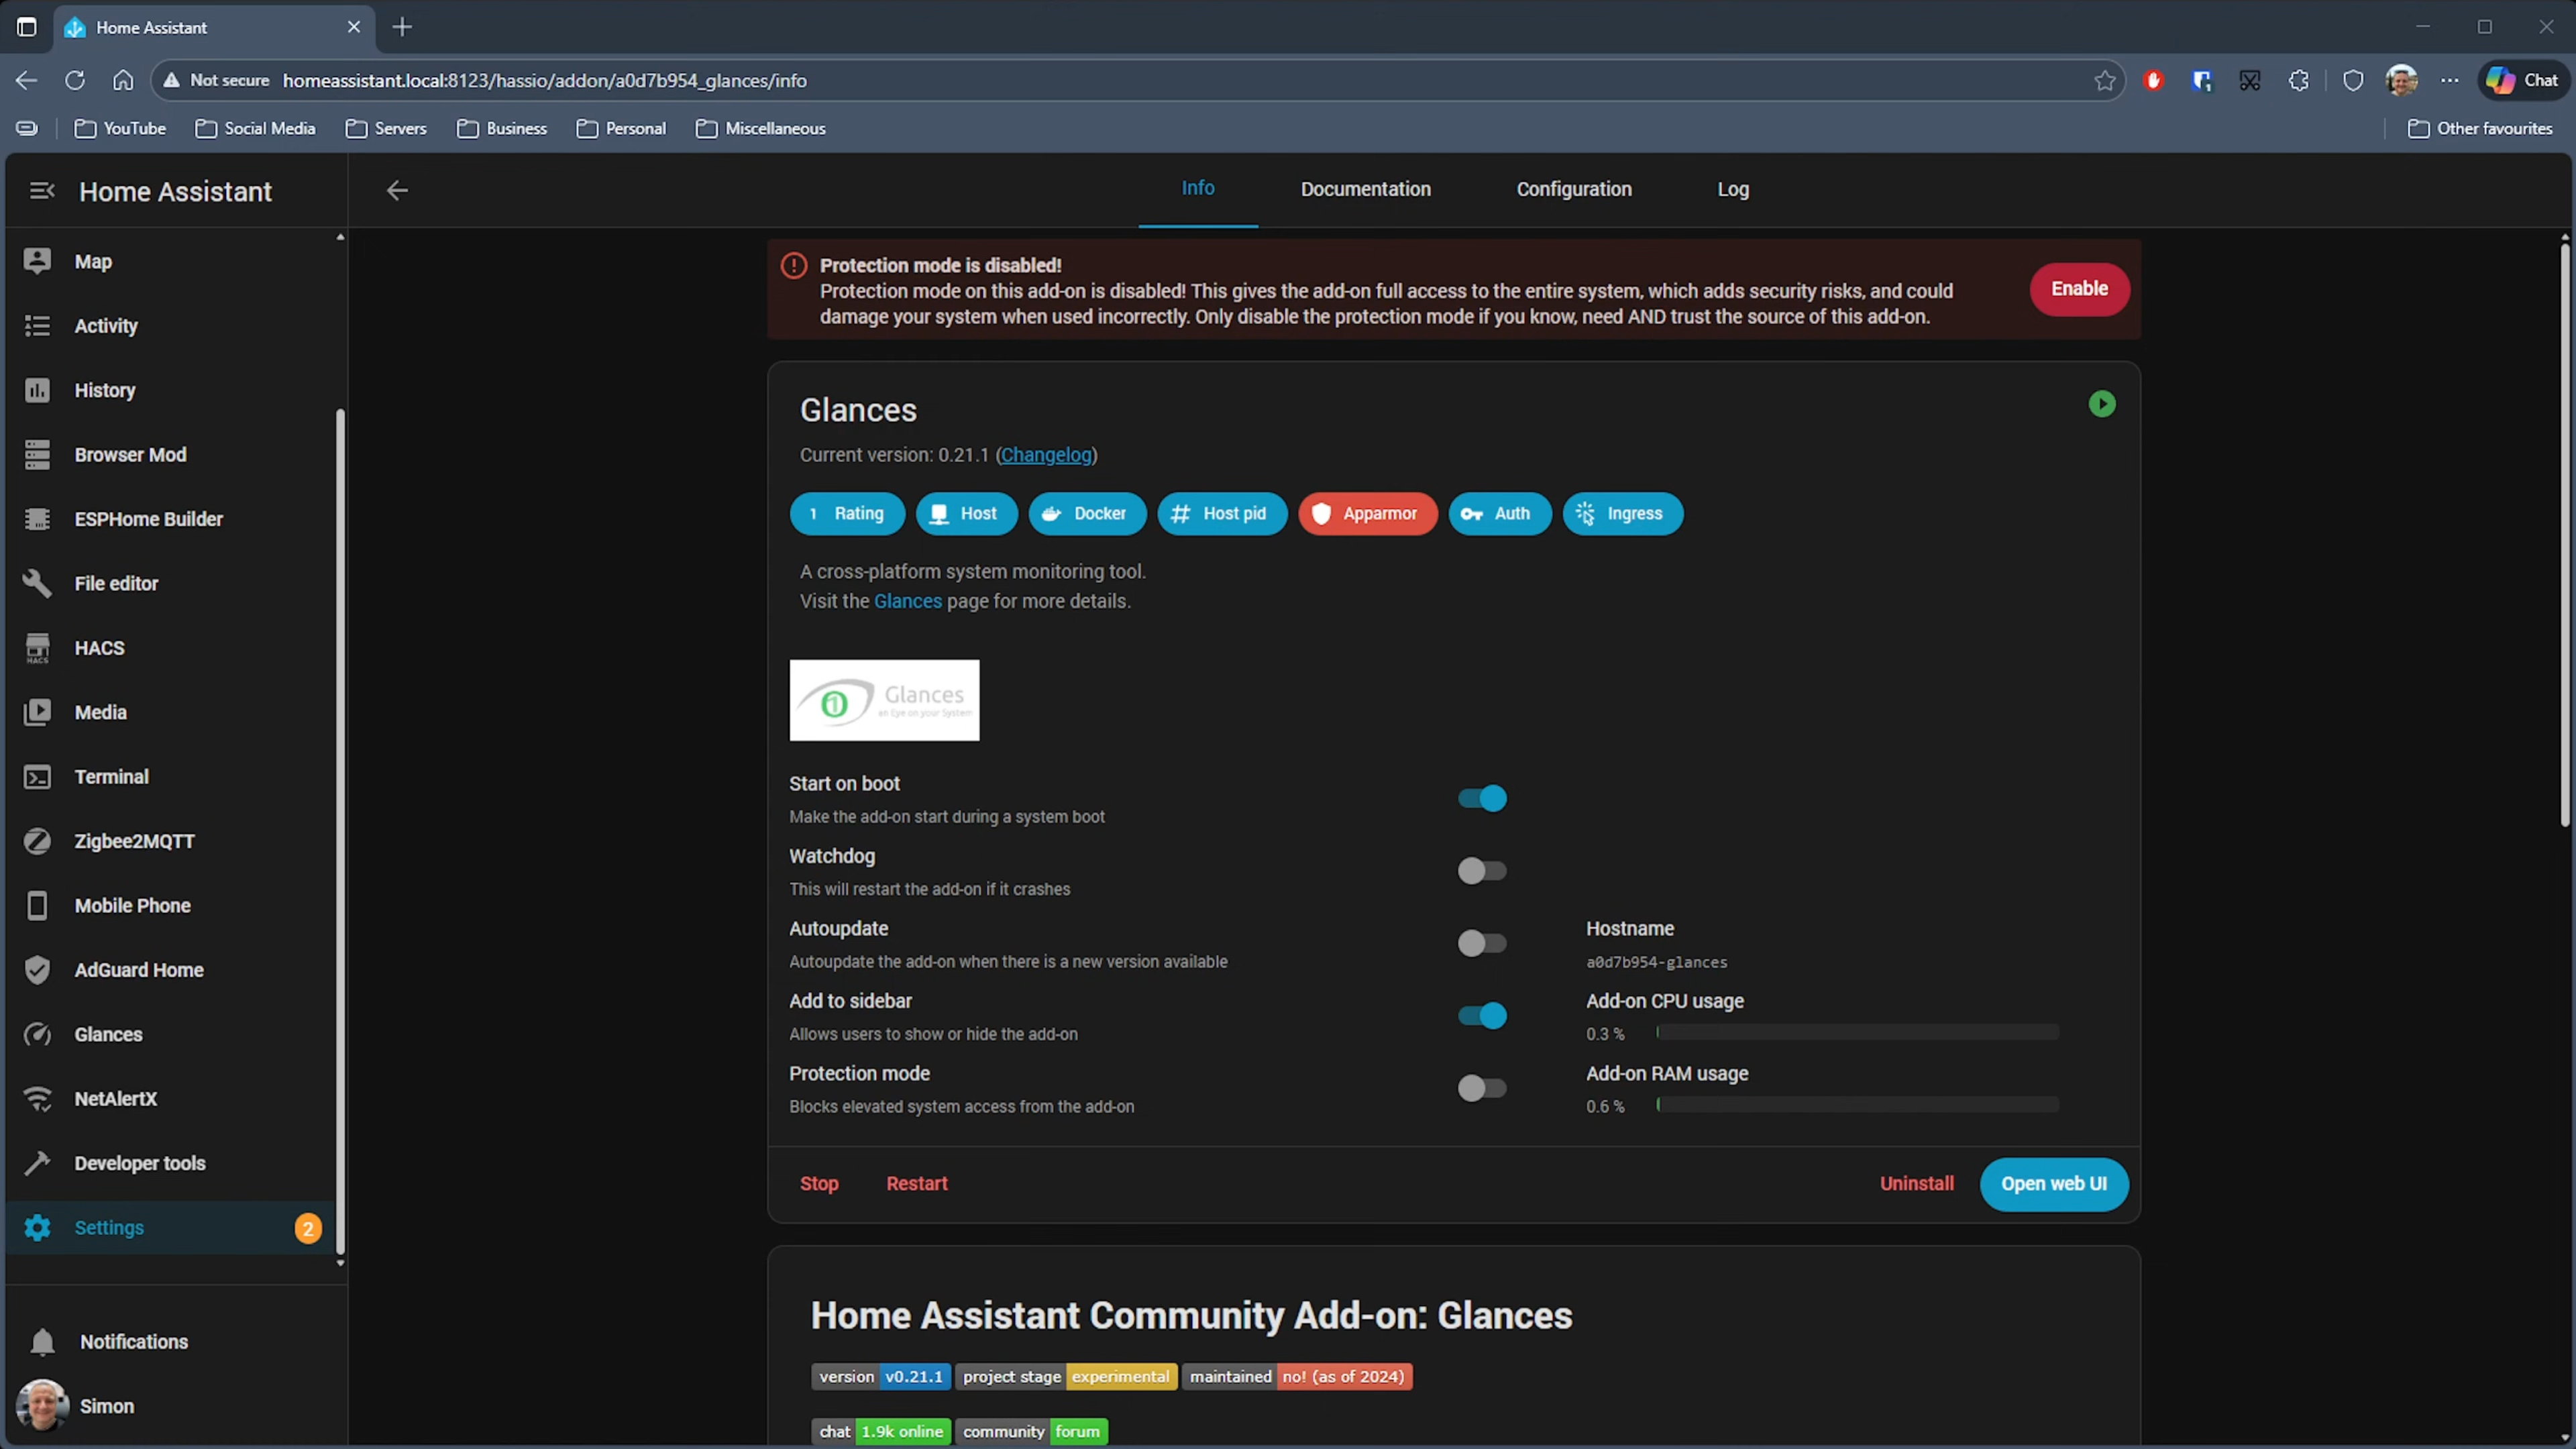 Home Assistant
Not secure homeassistant.local:8123/hassio/addon/a0d7b954_glances/info
Chat
YouTube
Social Media
Servers
Business
Personal
Miscellaneous
Other favourites
Home Assistant
Info
Documentation
Configuration
Log
Map
Activity
History
Browser Mod
ESPHome Builder
File editor
HACS
HACS
Media
Terminal
Zigbee2MQTT
Mobile Phone
AdGuard Home
Glances
NetAlertX
Developer tools
Settings
2
Notifications
Simon
Protection mode is disabled!
Protection mode on this add-on is disabled! This gives the add-on full access to the entire system, which adds security risks, and could
damage your system when used incorrectly. Only disable the protection mode if you know, need AND trust the source of this add-on.
Enable
Glances
Current version: 0.21.1 (Changelog)
1 Rating
Host
Docker
# Host pid
Apparmor
Auth
Ingress
A cross-platform system monitoring tool.
Visit the Glances page for more details.
Glances
an Eye on your System
Start on boot
Make the add-on start during a system boot
Watchdog
This will restart the add-on if it crashes
Autoupdate
Autoupdate the add-on when there is a new version available
Hostname
a0d7b954-glances
Add to sidebar
Allows users to show or hide the add-on
Add-on CPU usage
0.3 %
Protection mode
Blocks elevated system access from the add-on
Add-on RAM usage
0.6 %
Stop
Restart
Uninstall
Open web UI
Home Assistant Community Add-on: Glances
version v0.21.1 project stage experimental maintained no! (as of 2024)
chat 1.9k online community forum